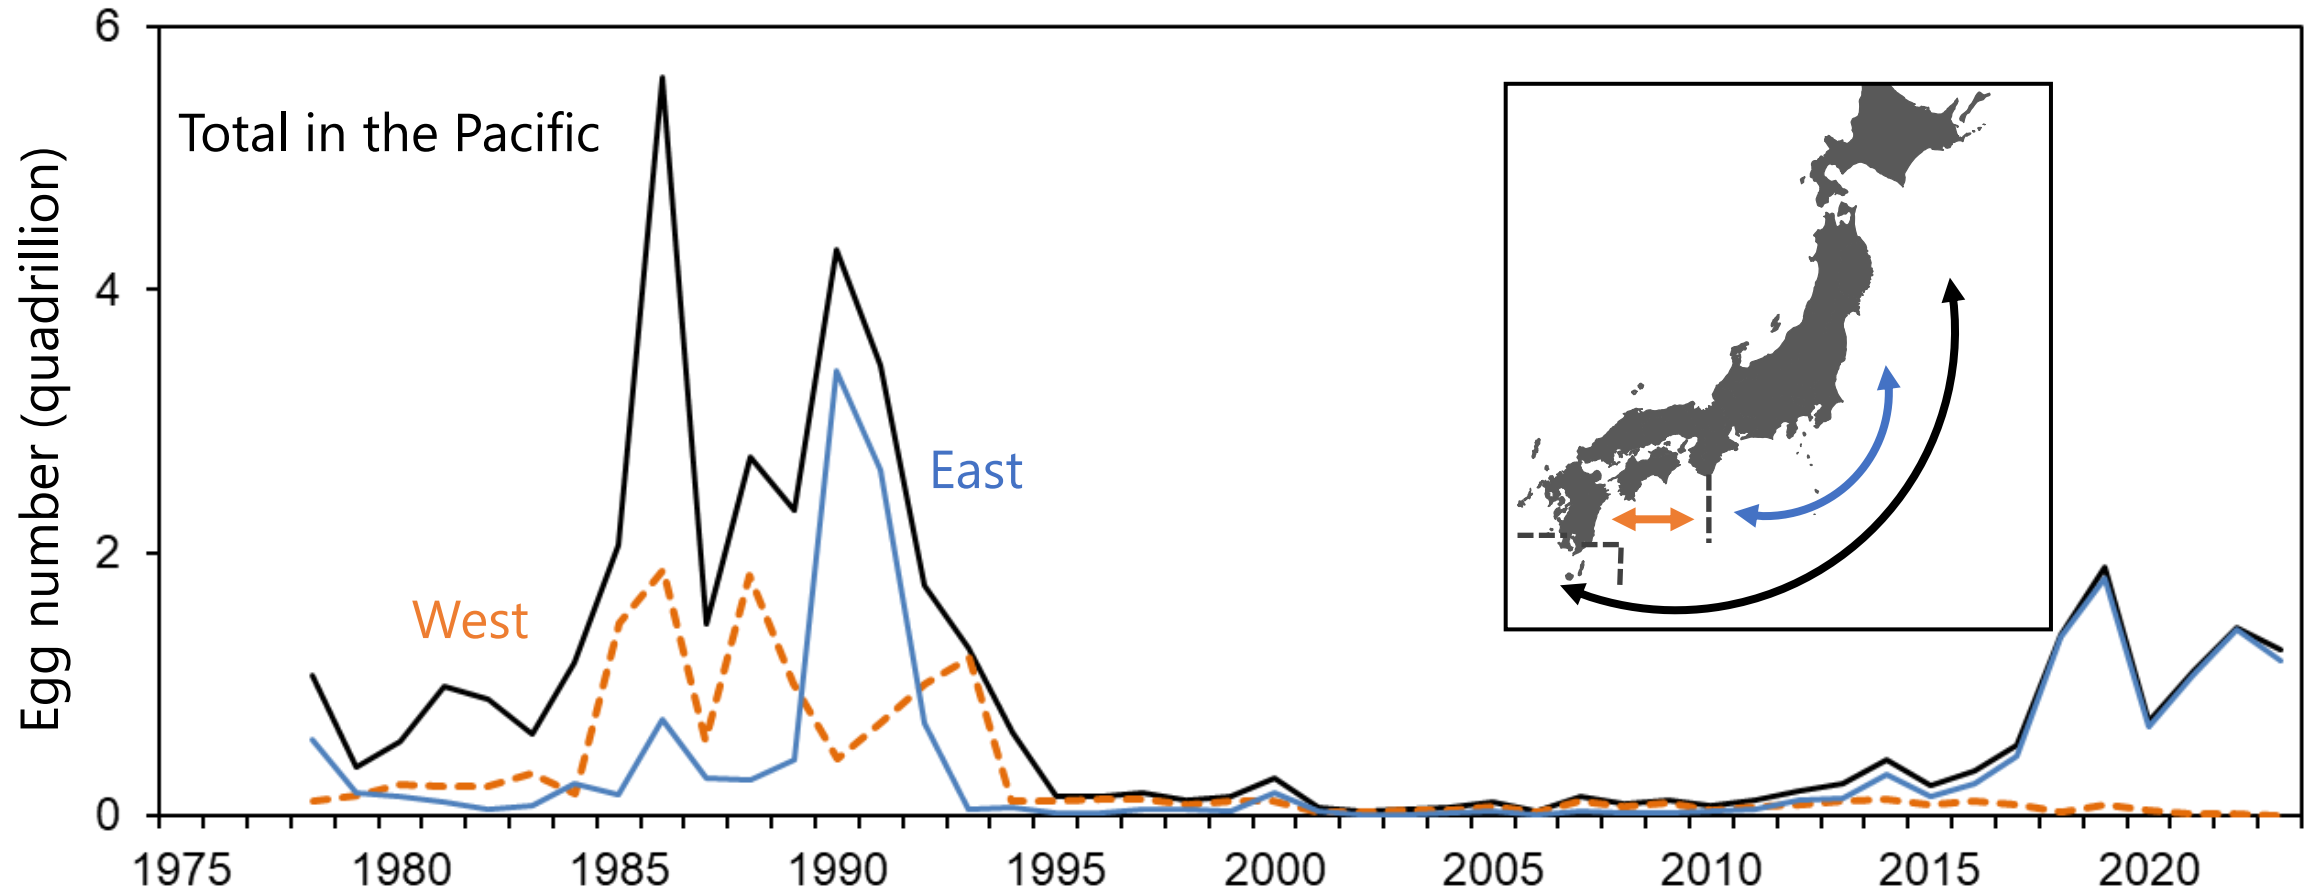 Egg number (quadrillion)
6
4
2
0
Total in the Pacific
West
East
1975 1980 1985 1990 1995 2000 2005 2010 2015 2020